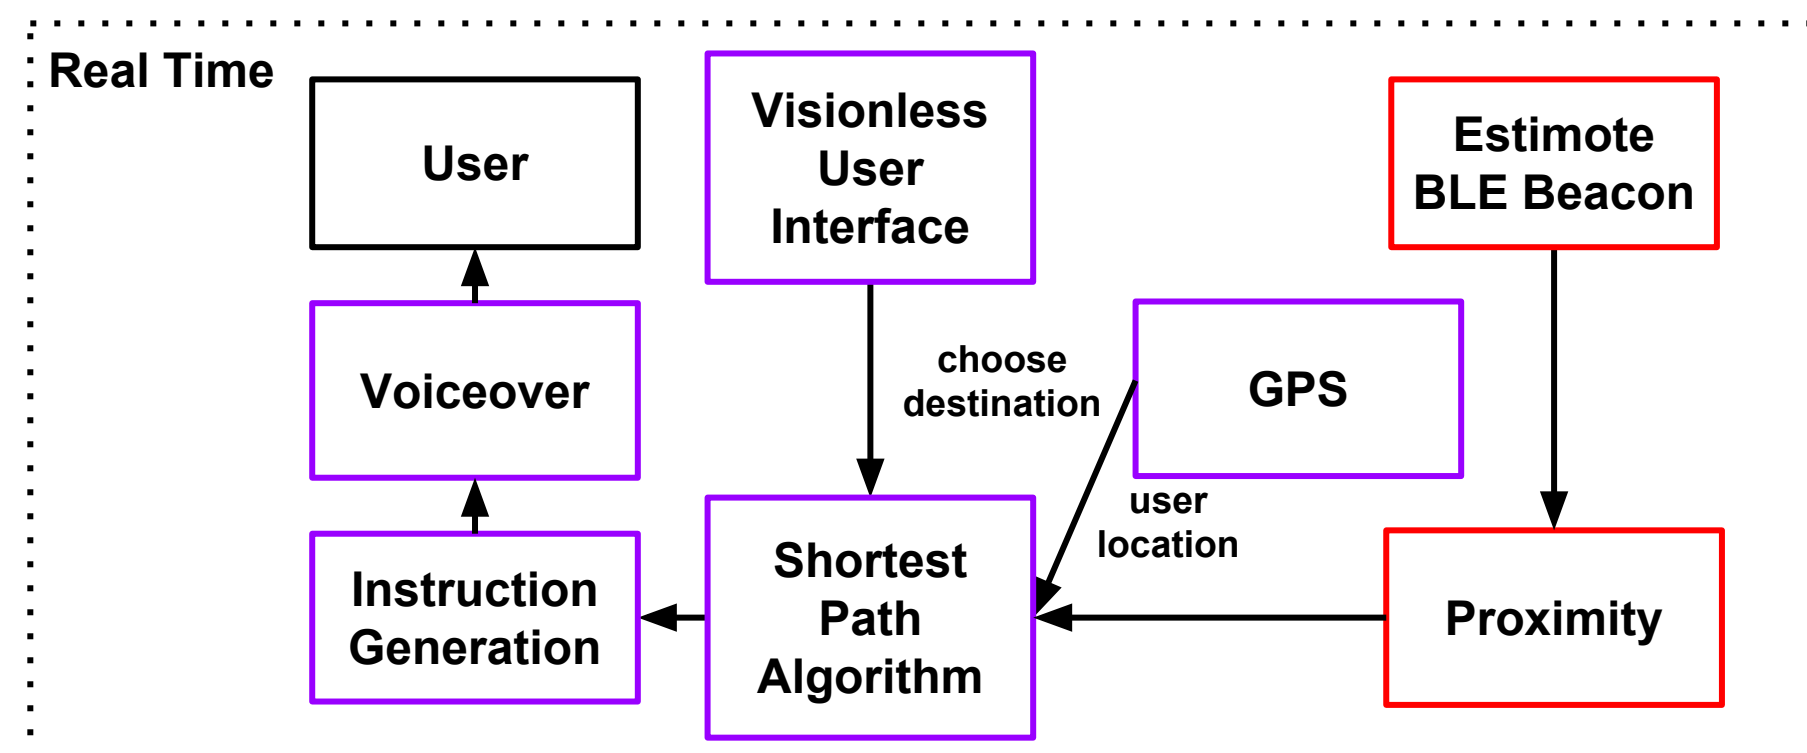 Real Time
User
Visionless
User
Interface
Estimote
BLE Beacon
Voiceover
choose
destination
GPS
user
location
Instruction
Generation
Shortest
Path
Algorithm
Proximity